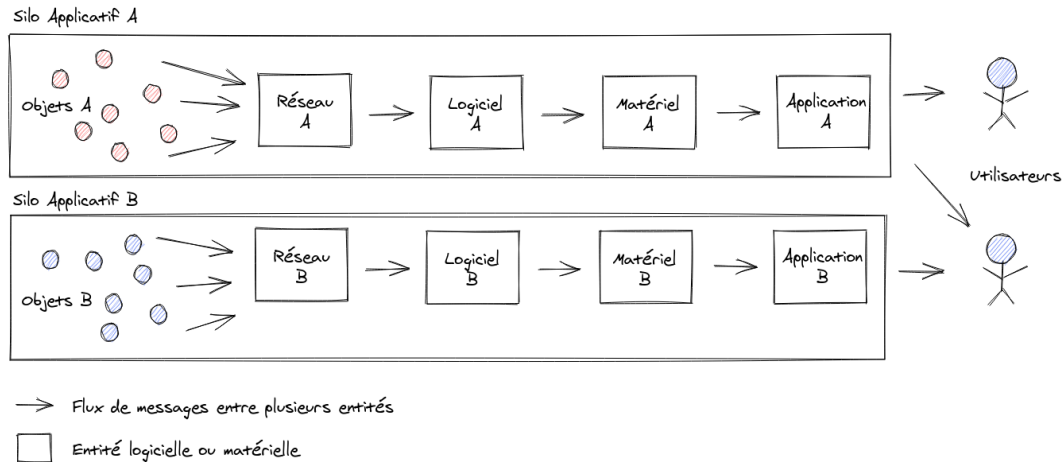 Silo Applicatif A
Objets A
Réseau
A
Logiciel
A
Matériel
A
Application
A
Utilisateurs
Silo Applicatif B
Objets B
Réseau
B
Logiciel
B
Matériel
B
Application
B
Flux de messages entre plusieurs entités
Entité logicielle ou matérielle